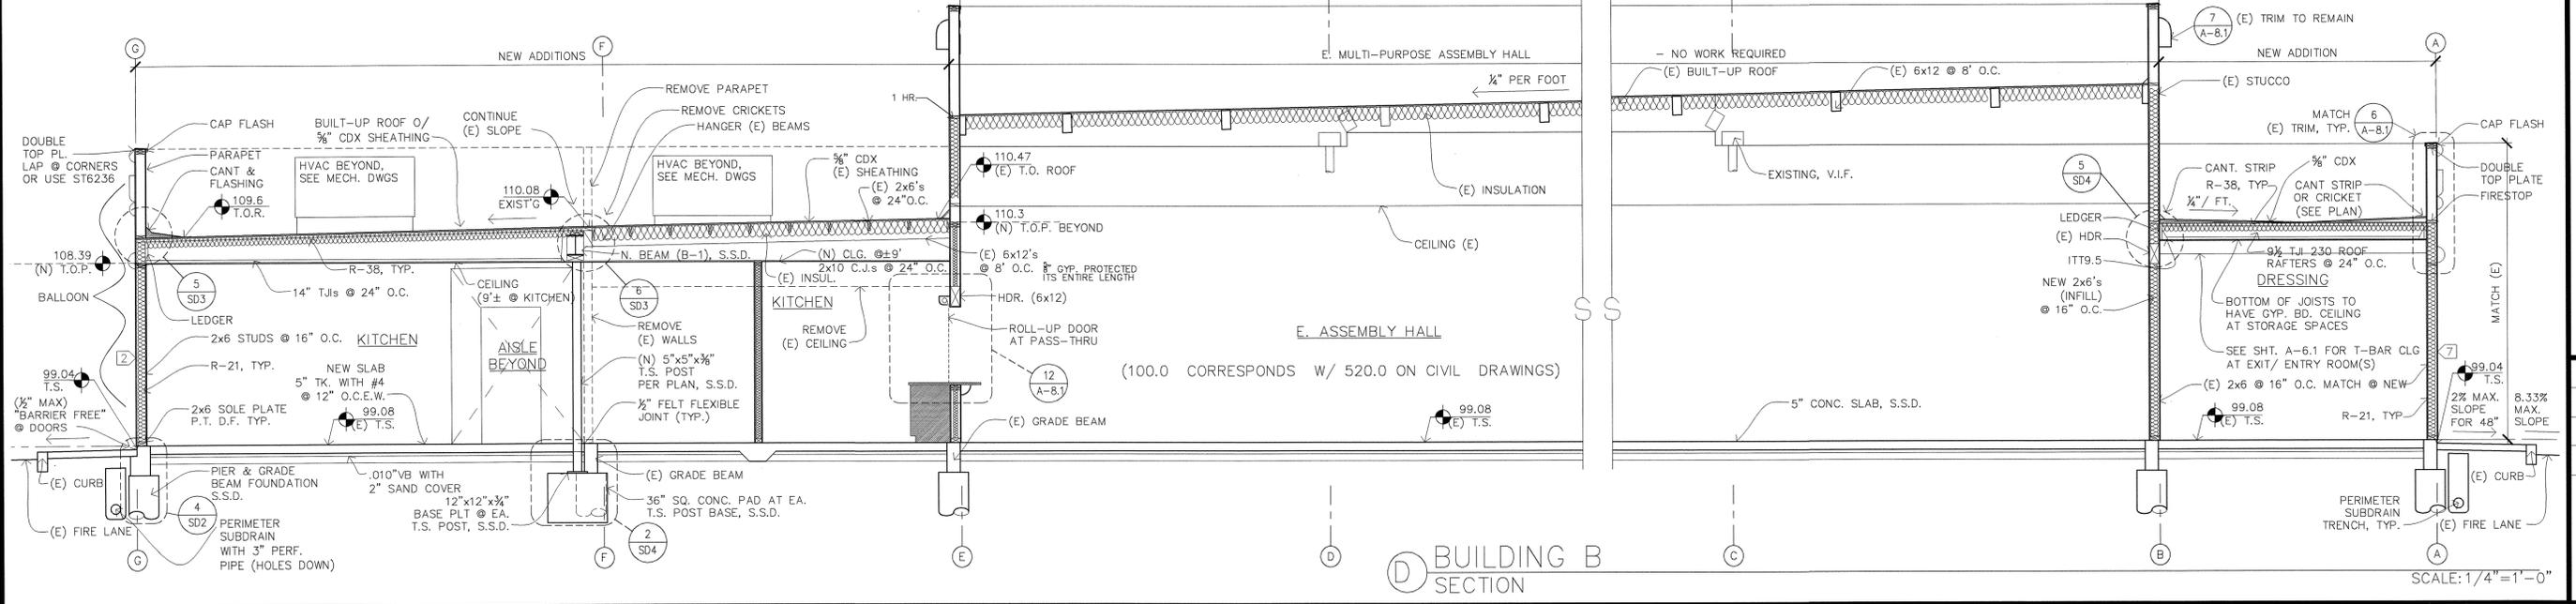 G
F
NEW ADDITIONS
E. MULTI-PURPOSE ASSEMBLY HALL
- NO WORK REQUIRED
NEW ADDITION
A
7
A-8.1
(E) TRIM TO REMAIN
REMOVE PARAPET
REMOVE CRICKETS
HANGER (E) BEAMS
CONTINUE
(E) SLOPE
1 HR.
¼" PER FOOT
(E) BUILT-UP ROOF
(E) 6x12 @ 8' O.C.
(E) STUCCO
MATCH
(E) TRIM, TYP.
6
A-8.1
CAP FLASH
DOUBLE
TOP PLATE
FIRESTOP
DOUBLE
TOP PL.
LAP @ CORNERS
OR USE ST6236
CAP FLASH
PARAPET
CANT &
FLASHING
109.6
T.O.R.
BUILT-UP ROOF O/
⅝" CDX SHEATHING
HVAC BEYOND,
SEE MECH. DWGS
110.08
EXIST'G
HVAC BEYOND,
SEE MECH. DWGS
⅝" CDX
(E) SHEATHING
(E) 2x6's
@ 24"O.C.
110.47
(E) T.O. ROOF
110.3
(N) T.O.P. BEYOND
(E) INSULATION
EXISTING, V.I.F.
CEILING (E)
5
SD4
CANT. STRIP
R-38, TYP.
¼"/ FT.
⅝" CDX
CANT STRIP
OR CRICKET
(SEE PLAN)
LEDGER
(E) HDR
ITT9.5
NEW 2x6's
(INFILL)
@ 16" O.C.
9½ TJI 230 ROOF
RAFTERS @ 24" O.C.
DRESSING
BOTTOM OF JOISTS TO
HAVE GYP. BD. CEILING
AT STORAGE SPACES
SEE SHT. A-6.1 FOR T-BAR CLG
AT EXIT/ ENTRY ROOM(S)
(E) 2x6 @ 16" O.C. MATCH @ NEW
R-21, TYP
MATCH (E)
7
99.04
T.S.
2% MAX.
SLOPE
FOR 48"
8.33%
MAX.
SLOPE
108.39
(N) T.O.P.
BALLOON
5
SD3
R-38, TYP.
14" TJIs @ 24" O.C.
LEDGER
2x6 STUDS @ 16" O.C.
KITCHEN
2
R-21, TYP.
99.04
T.S.
(½" MAX)
"BARRIER FREE"
@ DOORS
2x6 SOLE PLATE
P.T. D.F. TYP.
NEW SLAB
5" TK. WITH #4
@ 12" O.C.E.W.
99.08
(E) T.S.
CEILING
(9'± @ KITCHEN)
AISLE
BEYOND
N. BEAM (B-1), S.S.D.
6
SD3
REMOVE
(E) WALLS
(N) 5"x5"x⅜"
T.S. POST
PER PLAN, S.S.D.
½" FELT FLEXIBLE
JOINT (TYP.)
(N) CLG. @±9'
2x10 C.J.s @ 24" O.C.
(E) INSUL.
KITCHEN
REMOVE
(E) CEILING
(E) 6x12's
@ 8' O.C.
⅝" GYP. PROTECTED
ITS ENTIRE LENGTH
HDR. (6x12)
ROLL-UP DOOR
AT PASS-THRU
12
A-8.1
E. ASSEMBLY HALL
(100.0 CORRESPONDS W/ 520.0 ON CIVIL DRAWINGS)
S S
99.08
(E) T.S.
5" CONC. SLAB, S.S.D.
99.08
(E) T.S.
(E) GRADE BEAM
(E) CURB
(E) FIRE LANE
PIER & GRADE
BEAM FOUNDATION
S.S.D.
4
SD2
PERIMETER
SUBDRAIN
WITH 3" PERF.
PIPE (HOLES DOWN)
.010"VB WITH
2" SAND COVER
12"x12"x¾"
BASE PLT @ EA.
T.S. POST, S.S.D.
(E) GRADE BEAM
36" SQ. CONC. PAD AT EA.
T.S. POST BASE, S.S.D.
2
SD4
PERIMETER
SUBDRAIN
TRENCH, TYP.
(E) CURB
(E) FIRE LANE
G
F
E
D
C
B
A
D
BUILDING B
SECTION
SCALE: 1/4"=1'-0"